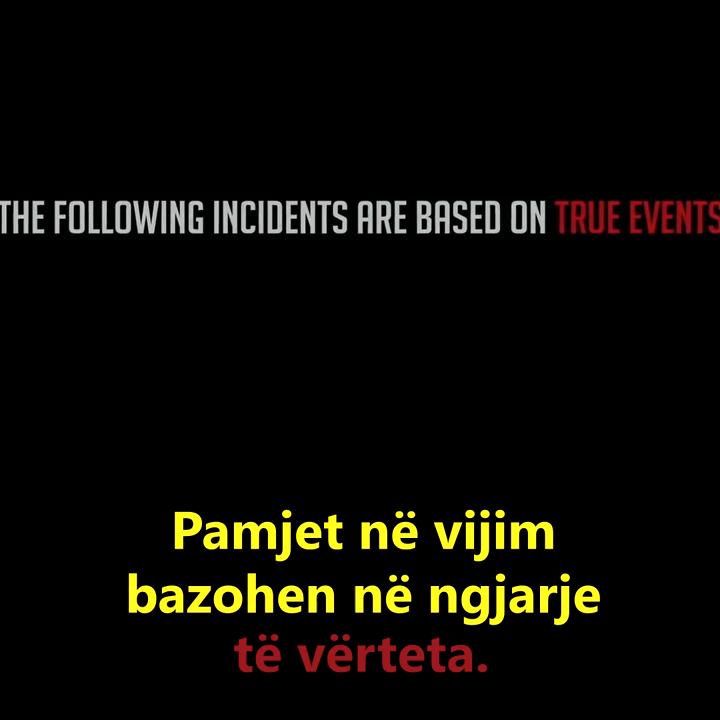 THE FOLLOWING INCIDENTS ARE BASED ON TRUE EVENTS
Pamjet në vijim
bazohen në ngjarje
të vërteta.